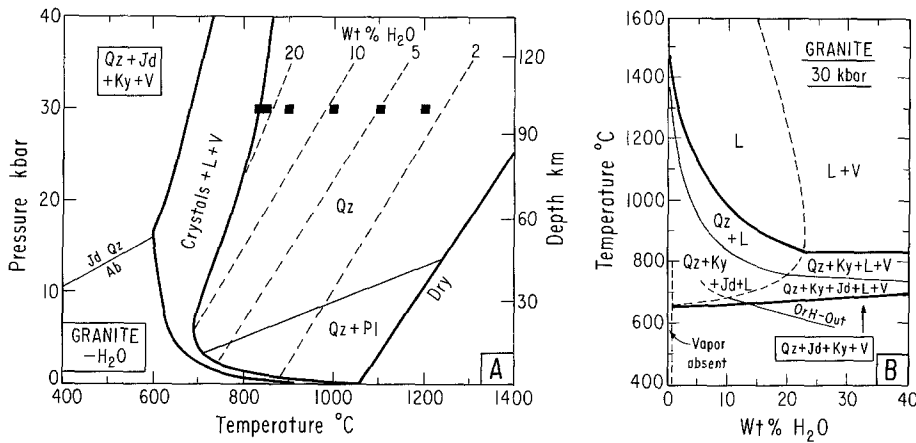 40
30
20
10
0
Pressure kbar
400
600
800
1000
1200
1400
Temperature °C
120
90
60
30
Depth km
Qz + Jd
+Ky+V
Wt % H₂O
20
10
5
2
Crystals + L + V
Qz
Jd Qz
Ab
Qz + Pl
Dry
GRANITE
–H₂O
A
1600
1400
1200
1000
800
600
400
Temperature °C
0
10
20
30
40
Wt % H₂O
GRANITE
30 kbar
L
L + V
Qz
+ L
Qz + Ky
+Jd+L
Qz+Ky+L+V
Qz+Ky+Jd+L+V
OrH-Out
Vapor
absent
Qz+Jd+Ky+V
B